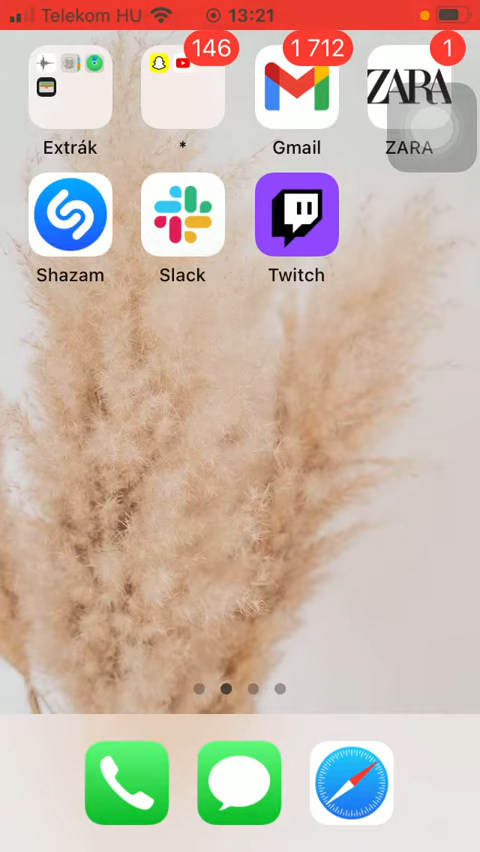 Telekom HU 13:21
146 1 712 1
ZARA
Extrák * Gmail ZARA
Shazam Slack Twitch